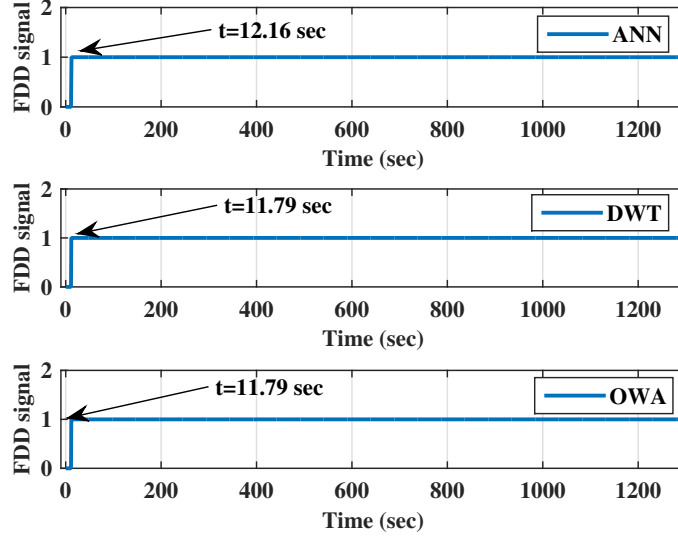 t=12.16 sec
ANN
FDD signal
2
1
0
0 200 400 600 800 1000 1200
Time (sec)
t=11.79 sec
DWT
FDD signal
2
1
0
0 200 400 600 800 1000 1200
Time (sec)
t=11.79 sec
OWA
FDD signal
2
1
0
0 200 400 600 800 1000 1200
Time (sec)